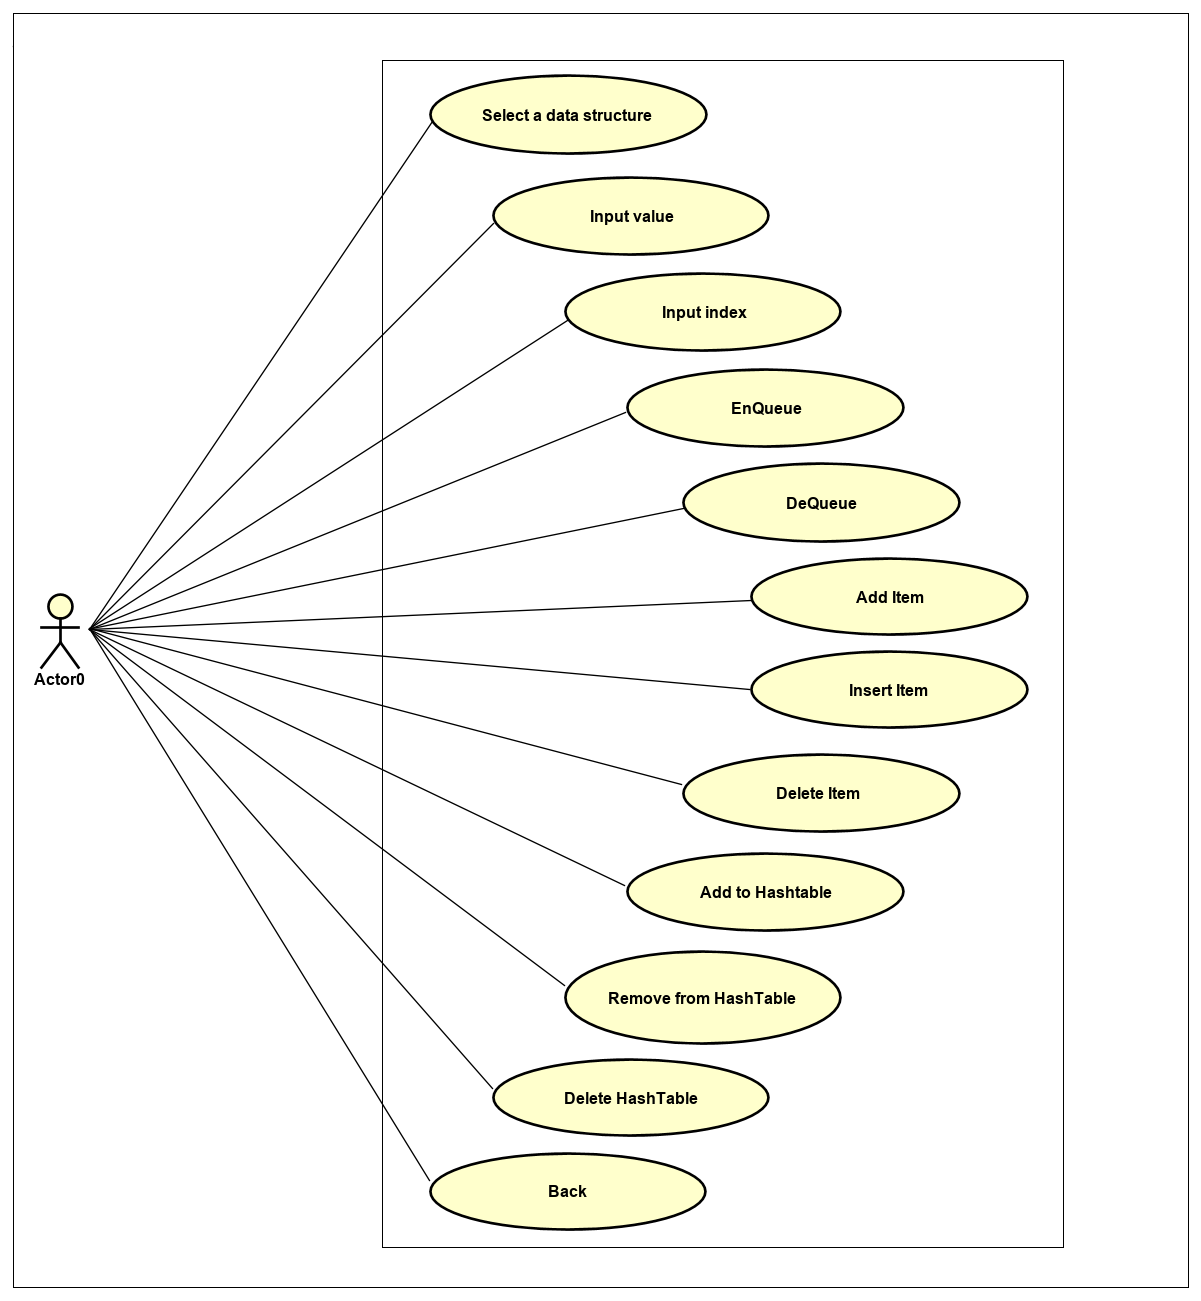 Select a data structure
Input value
Input index
EnQueue
DeQueue
Add Item
Actor0
Insert Item
Delete Item
Add to Hashtable
Remove from HashTable
Delete HashTable
Back